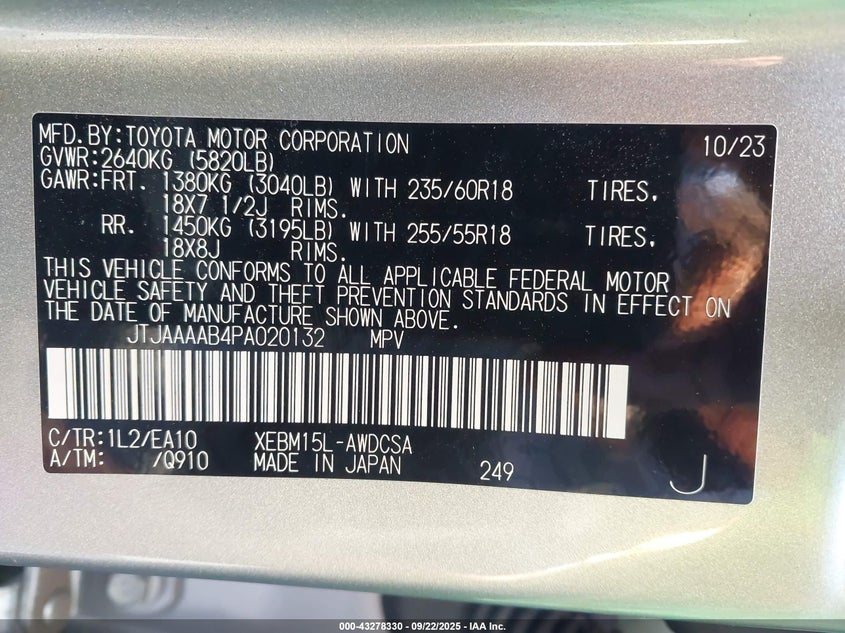 MFD.BY:TOYOTA MOTOR CORPORATION 10/23
GVWR:2640KG (5820LB)
GAWR:FRT. 1380KG (3040LB) WITH 235/60R18 TIRES.
18X7 1/2J RIMS.
RR. 1450KG (3195LB) WITH 255/55R18 TIRES.
18X8J RIMS.
THIS VEHICLE CONFORMS TO ALL APPLICABLE FEDERAL MOTOR
VEHICLE SAFETY AND THEFT PREVENTION STANDARDS IN EFFECT ON
THE DATE OF MANUFACTURE SHOWN ABOVE.
JTJAAAAB4PA020132 MPV
C/TR:1L2/EA10 XEBM15L-AWDCSA
A/TM: /Q910 MADE IN JAPAN 249 J
000-43278330 - 09/22/2025 - IAA Inc.